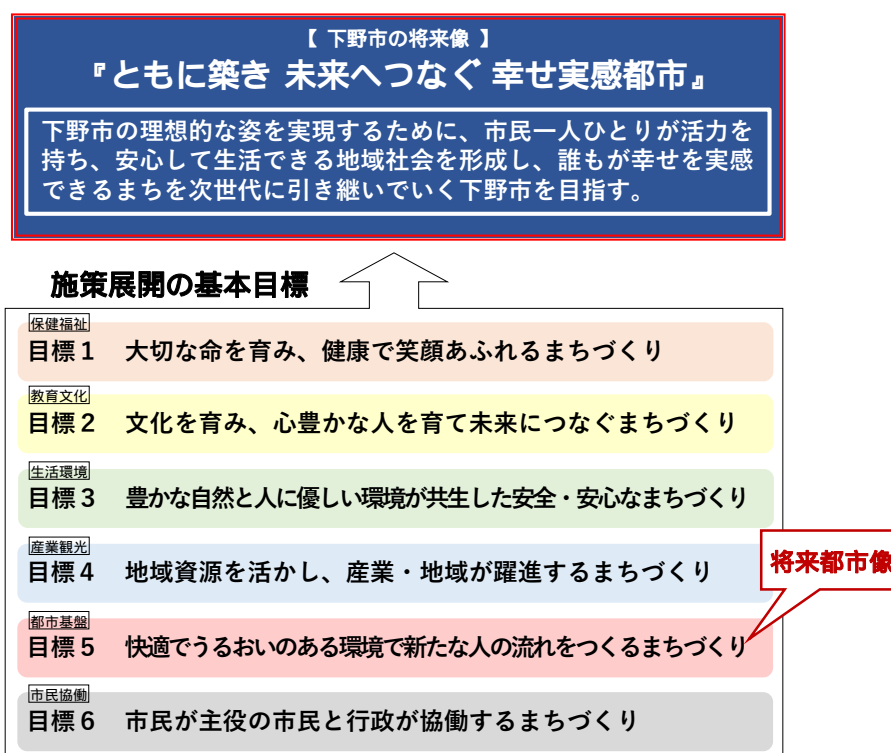 【 下野市の将来像 】
『ともに築き 未来へつなぐ 幸せ実感都市』
下野市の理想的な姿を実現するために、市民一人ひとりが活力を
持ち、安心して生活できる地域社会を形成し、誰もが幸せを実感
できるまちを次世代に引き継いでいく下野市を目指す。
施策展開の基本目標
保健福祉
目標１ 大切な命を育み、健康で笑顔あふれるまちづくり
教育文化
目標２ 文化を育み、心豊かな人を育て未来につなぐまちづくり
生活環境
目標３ 豊かな自然と人に優しい環境が共生した安全・安心なまちづくり
産業観光
目標４ 地域資源を活かし、産業・地域が躍進するまちづくり
将来都市像
都市基盤
目標５ 快適でうるおいのある環境で新たな人の流れをつくるまちづくり
市民協働
目標６ 市民が主役の市民と行政が協働するまちづくり